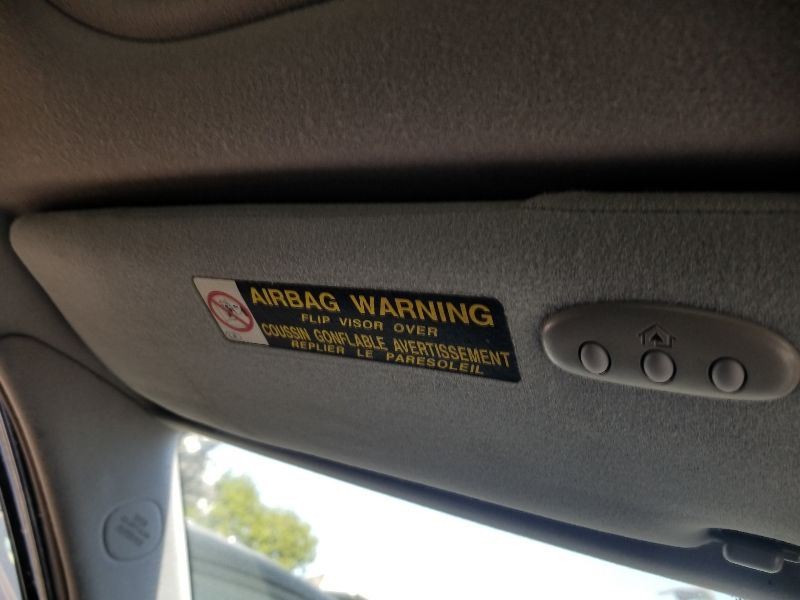 AIRBAG WARNING
FLIP VISOR OVER
COUSSIN GONFLABLE AVERTISSEMENT
REPLIER LE PARESOLEIL